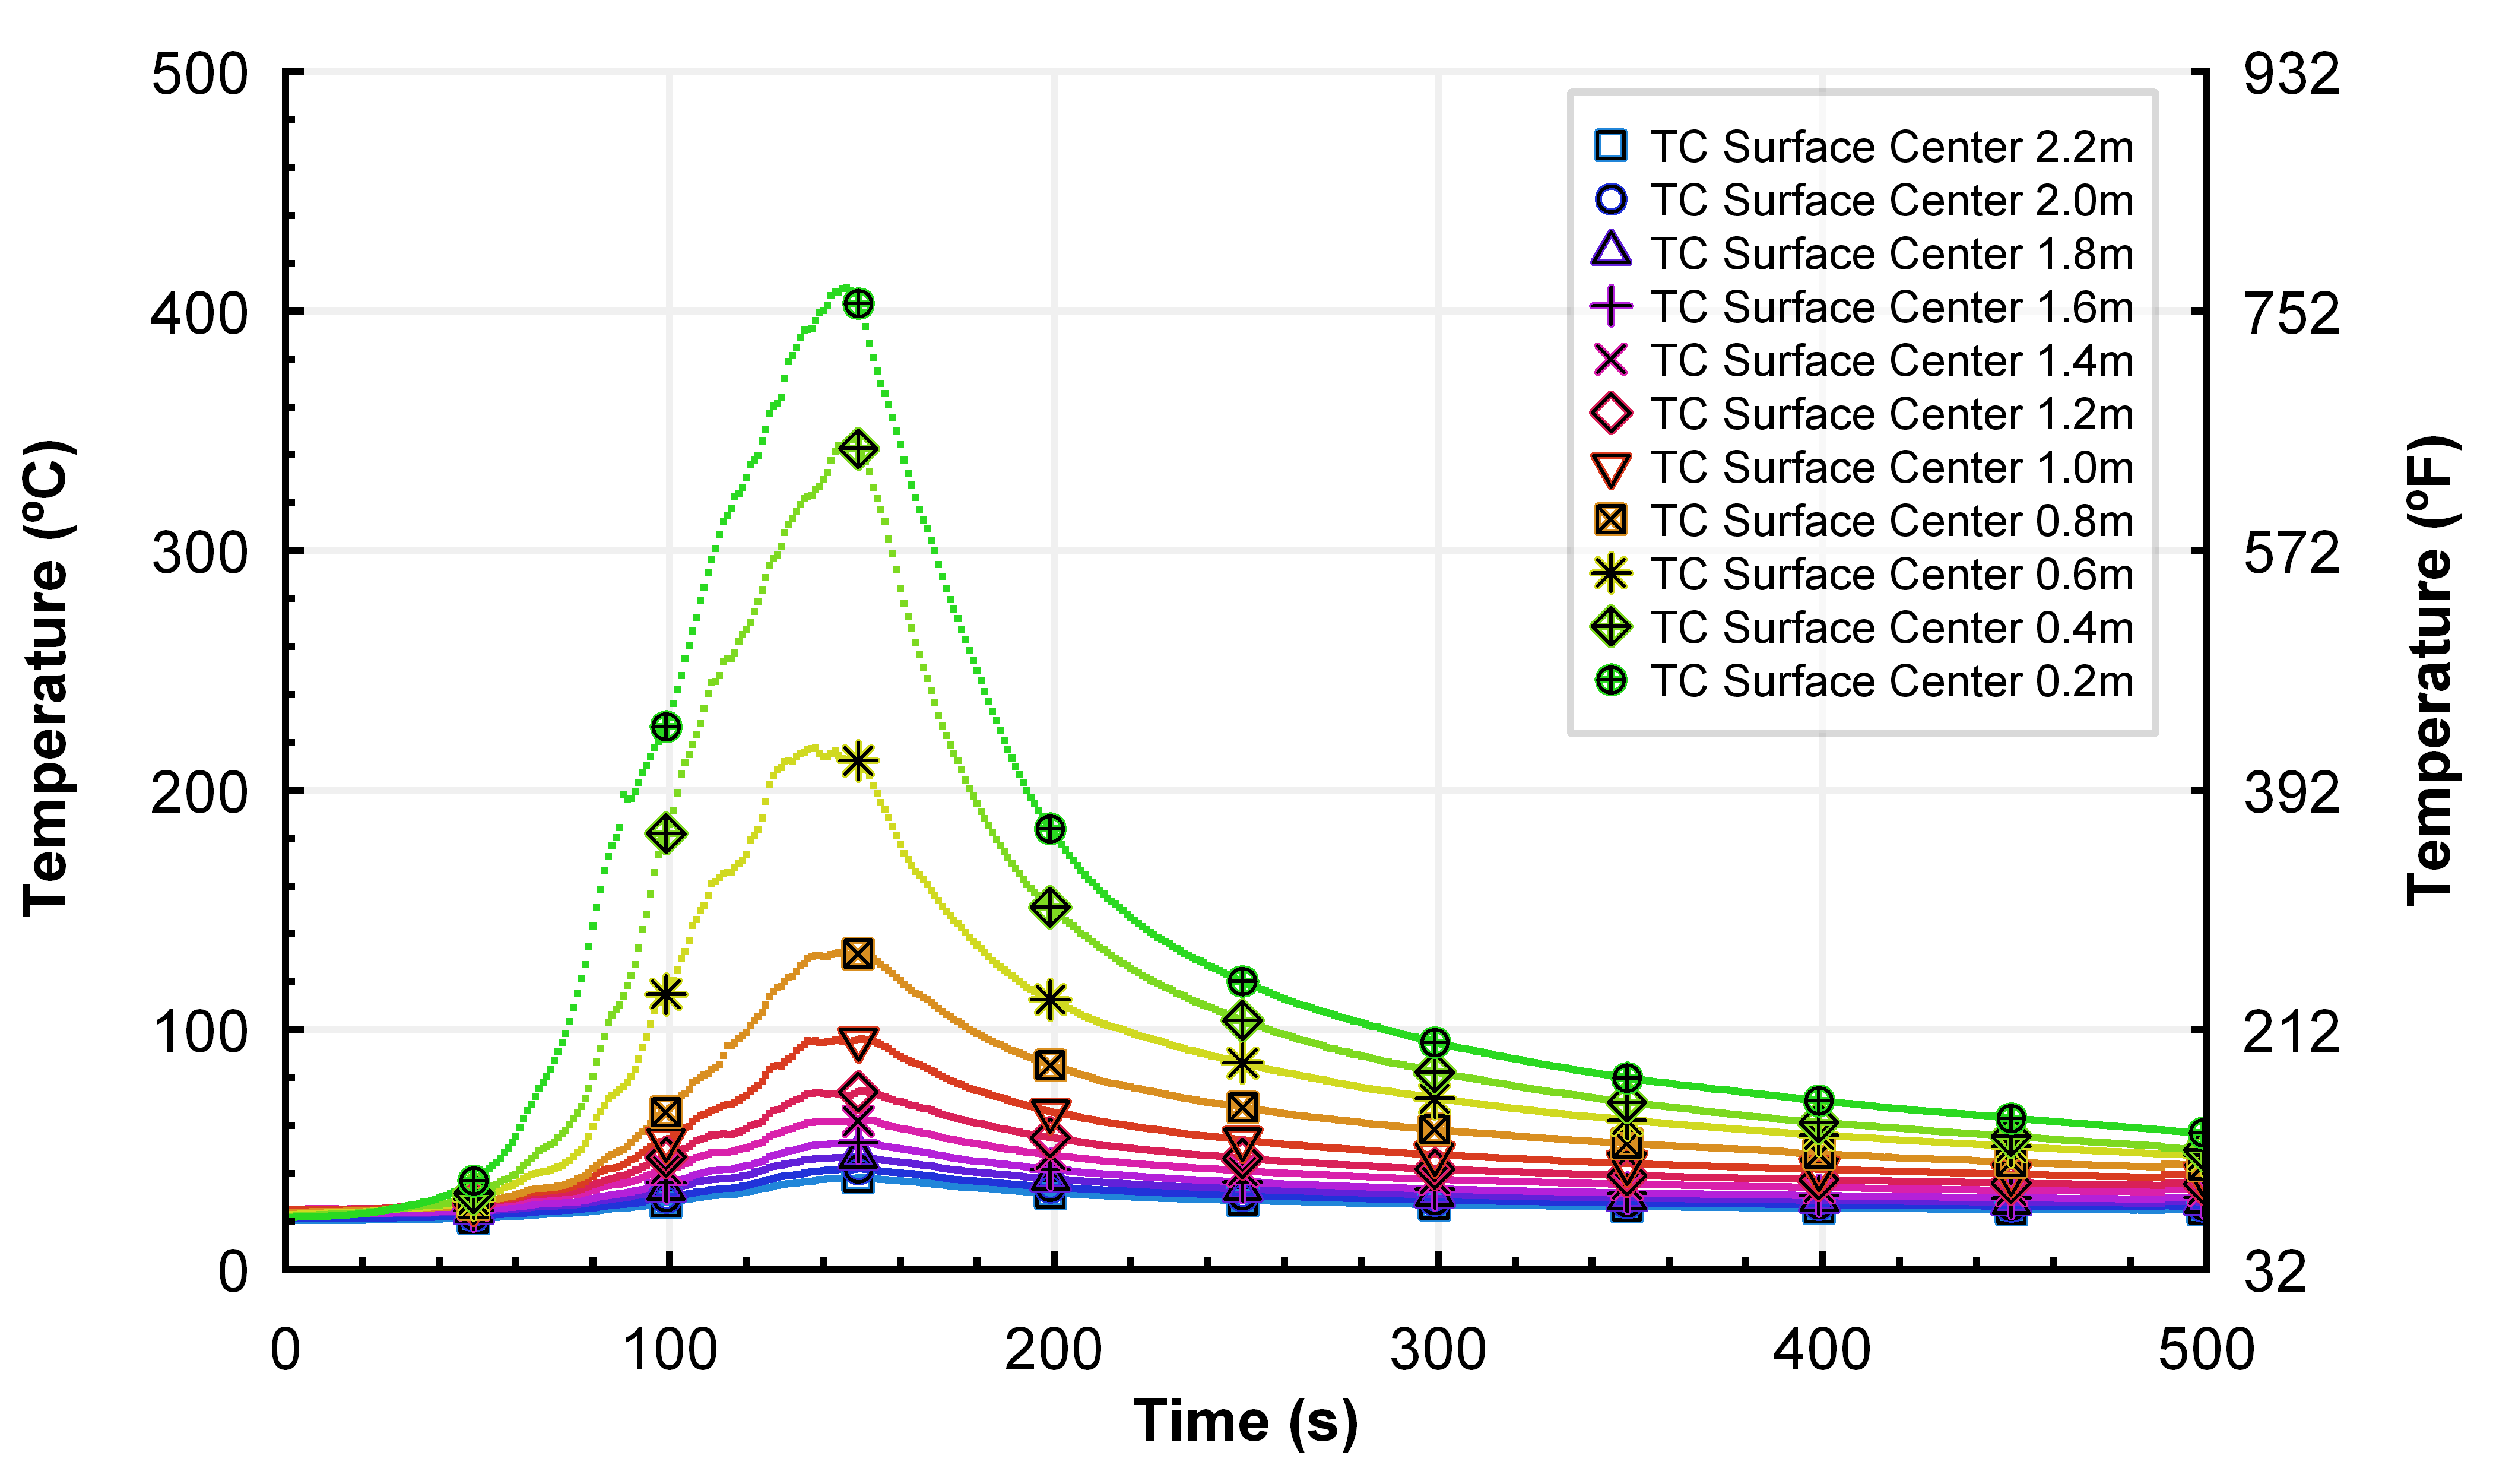 500
400
300
200
100
0
Temperature (ºC)
932
752
572
392
212
32
Temperature (ºF)
TC Surface Center 2.2m
TC Surface Center 2.0m
TC Surface Center 1.8m
TC Surface Center 1.6m
TC Surface Center 1.4m
TC Surface Center 1.2m
TC Surface Center 1.0m
TC Surface Center 0.8m
TC Surface Center 0.6m
TC Surface Center 0.4m
TC Surface Center 0.2m
0 100 200 300 400 500
Time (s)